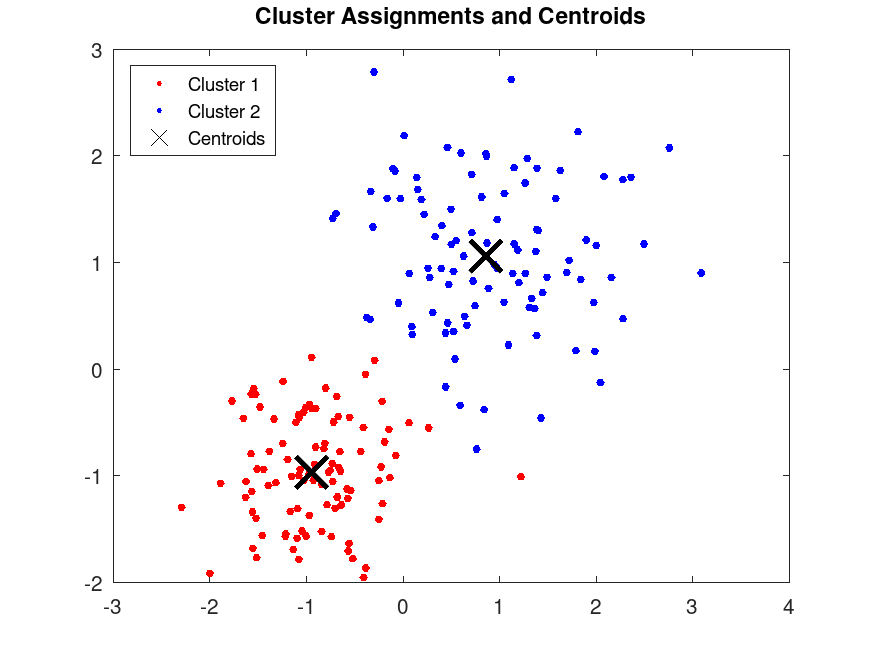 Cluster Assignments and Centroids
3
Cluster 1
Cluster 2
Centroids
2
1
0
-1
-2
-3 -2 -1 0 1 2 3 4